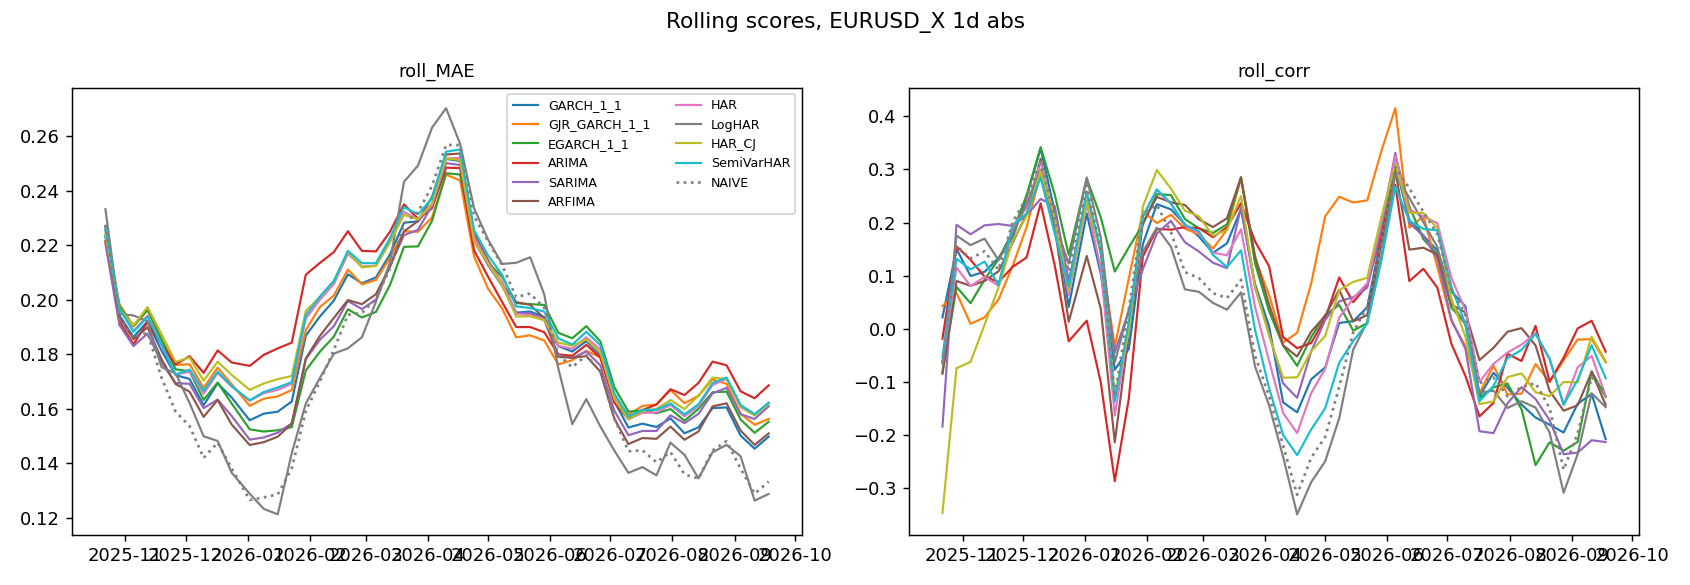 Rolling scores, EURUSD_X 1d abs
roll_MAE
0.26
0.24
0.22
0.20
0.18
0.16
0.14
0.12
GARCH_1_1
GJR_GARCH_1_1
EGARCH_1_1
ARIMA
SARIMA
ARFIMA
HAR
LogHAR
HAR_CJ
SemiVarHAR
NAIVE
2025-11
2025-12
2026-01
2026-02
2026-03
2026-04
2026-05
2026-06
2026-07
2026-08
2026-09
2026-10
roll_corr
0.4
0.3
0.2
0.1
0.0
−0.1
−0.2
−0.3
2025-11
2025-12
2026-01
2026-02
2026-03
2026-04
2026-05
2026-06
2026-07
2026-08
2026-09
2026-10